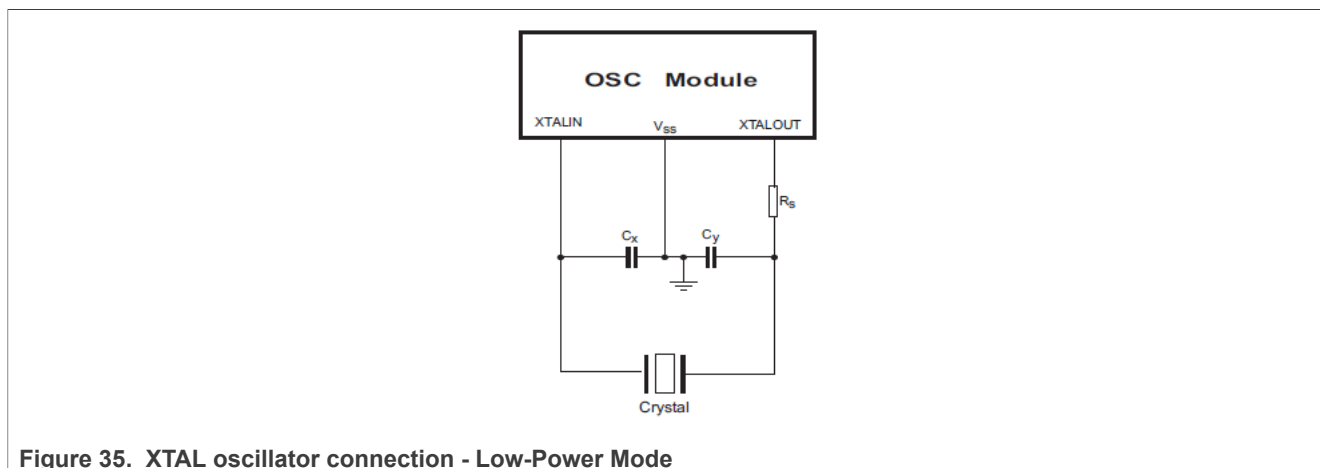 OSC Module
XTALIN
VSS
XTALOUT
Rs
Cx
Cy
Crystal
Figure 35. XTAL oscillator connection - Low-Power Mode